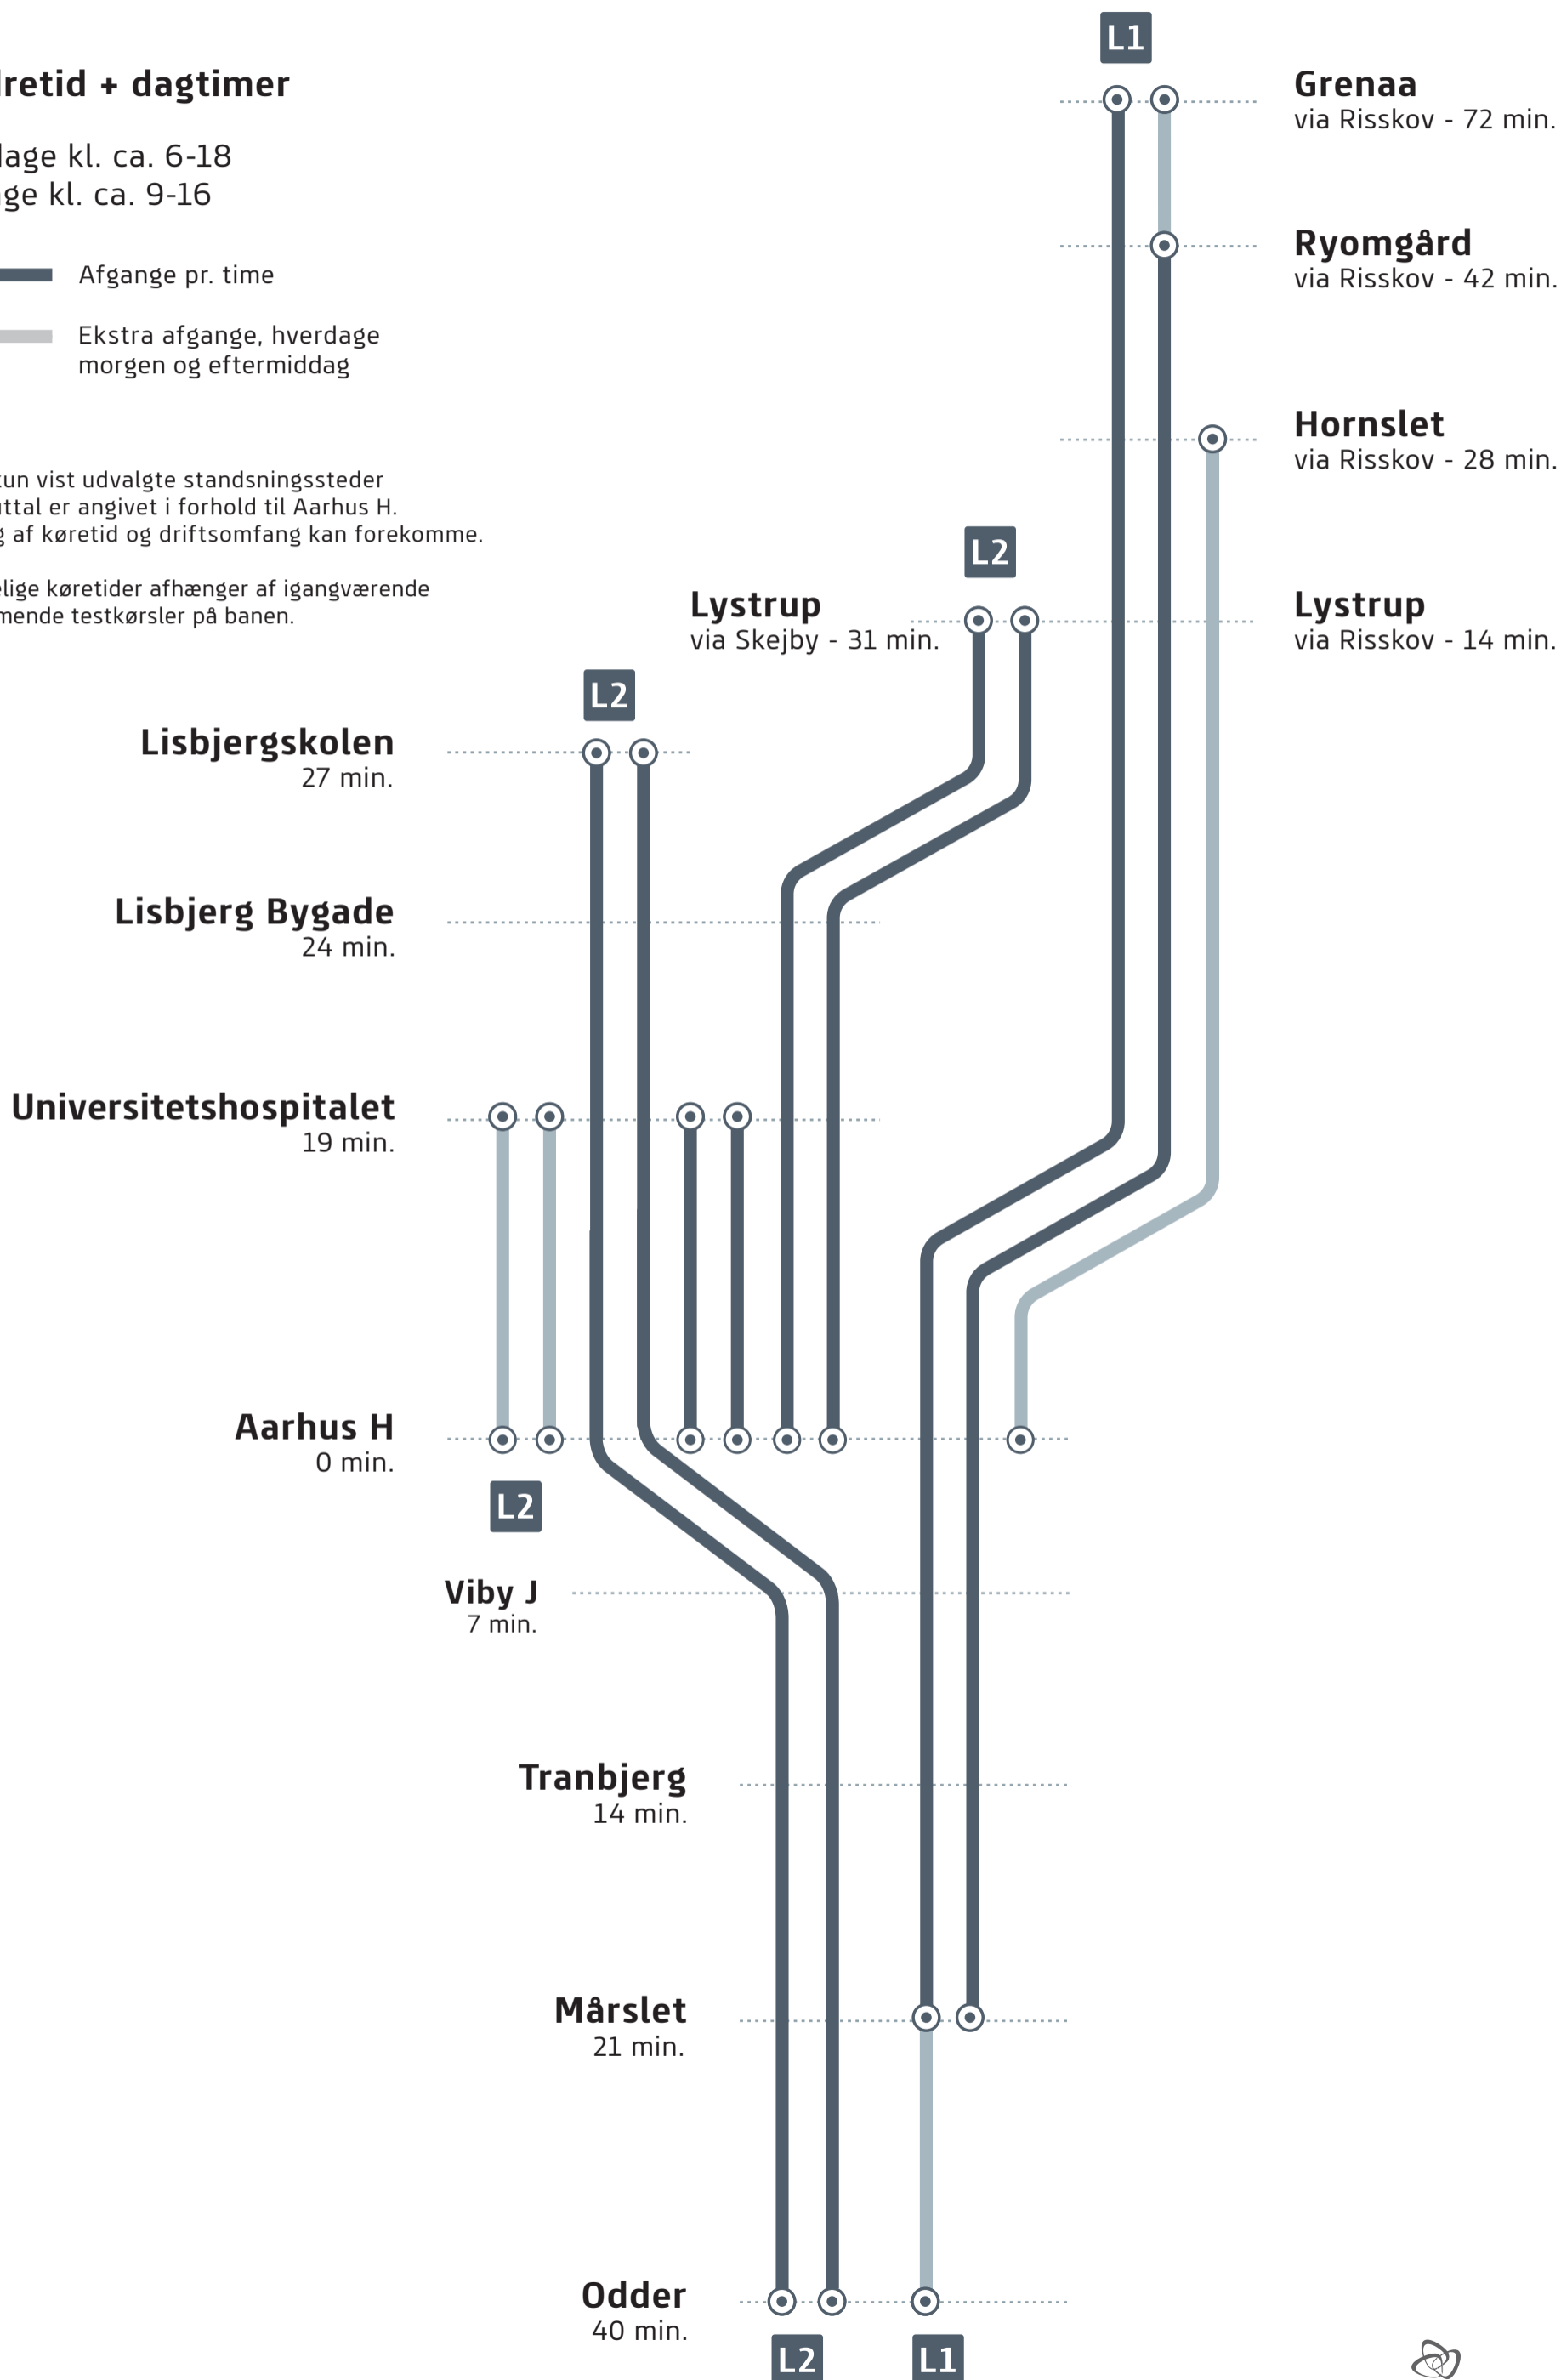 L1
dretid + dagtimer
dage kl. ca. 6-18
ge kl. ca. 9-16
Afgange pr. time
Ekstra afgange, hverdage
morgen og eftermiddag
kun vist udvalgte standsningssteder
uttal er angivet i forhold til Aarhus H.
g af køretid og driftsomfang kan forekomme.
elige køretider afhænger af igangværende
mende testkørsler på banen.
Grenaa
via Risskov - 72 min.
Ryomgård
via Risskov - 42 min.
Hornslet
via Risskov - 28 min.
L2
Lystrup
via Skejby - 31 min.
Lystrup
via Risskov - 14 min.
L2
Lisbjergskolen
27 min.
Lisbjerg Bygade
24 min.
Universitetshospitalet
19 min.
Aarhus H
0 min.
L2
Viby J
7 min.
Tranbjerg
14 min.
Mårslet
21 min.
Odder
40 min.
L2
L1